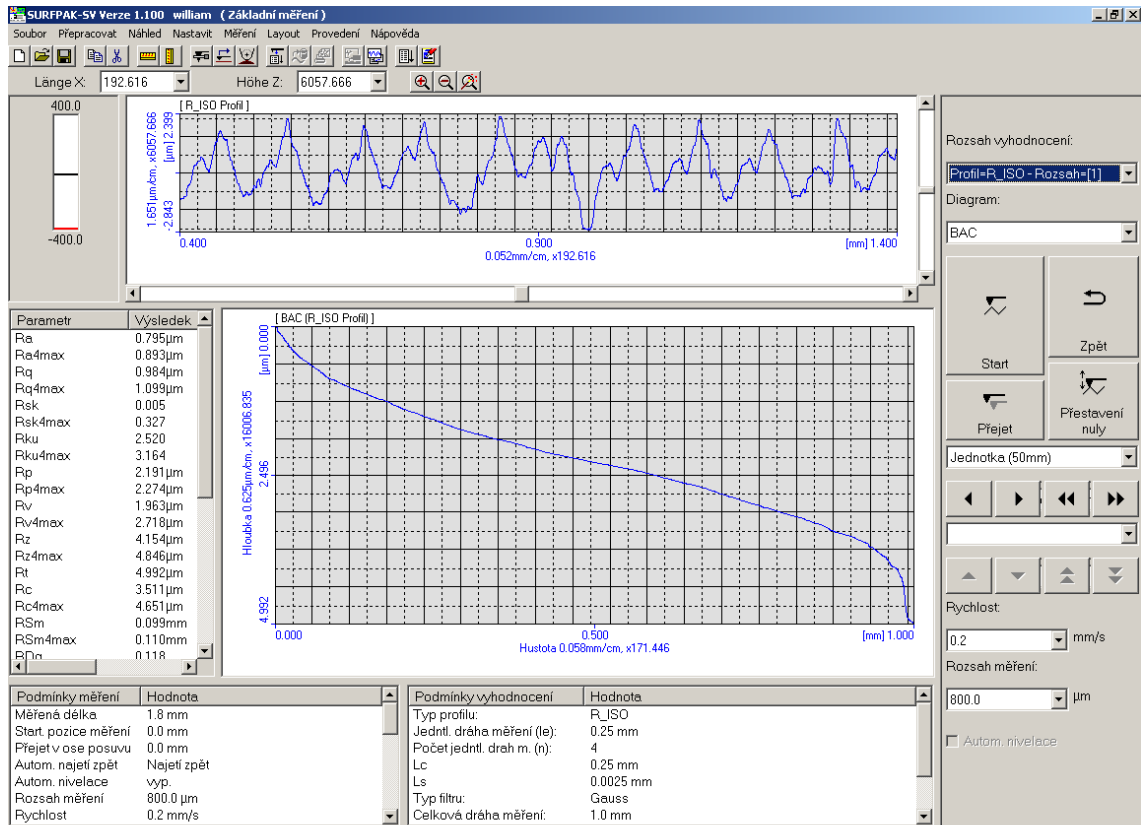 SURFPAK-SV Verze 1.100 william ( Základní měření )
Soubor Přepracovat Náhled Nastavit Měření Layout Provedení Nápověda
Länge X: 192.616 Höhe Z: 6057.666
400.0
-400.0
[ R_ISO Profil ]
1.651µm/cm, x6057.666
-2.843 [µm] 2.399
0.400 0.900 [mm] 1.400
0.052mm/cm, x192.616
Parametr Výsledek
Ra 0.795µm
Ra4max 0.893µm
Rq 0.984µm
Rq4max 1.099µm
Rsk 0.005
Rsk4max 0.327
Rku 2.520
Rku4max 3.164
Rp 2.191µm
Rp4max 2.274µm
Rv 1.963µm
Rv4max 2.718µm
Rz 4.154µm
Rz4max 4.846µm
Rt 4.992µm
Rc 3.511µm
Rc4max 4.651µm
RSm 0.099mm
RSm4max 0.110mm
RDq 0.118
[ BAC (R_ISO Profil) ]
Hloubka 0.625µm/cm, x16006.835
4.992 2.496 [µm] 0.000
0.000 0.500 [mm] 1.000
Hustota 0.058mm/cm, x171.446
Podmínky měření Hodnota
Měřená délka 1.8 mm
Start. pozice měření 0.0 mm
Přejet v ose posuvu 0.0 mm
Autom. najetí zpět Najetí zpět
Autom. nivelace vyp.
Rozsah měření 800.0 µm
Rychlost 0.2 mm/s
Podmínky vyhodnocení Hodnota
Typ profilu: R_ISO
Jedntl. dráha měření (le): 0.25 mm
Počet jedntl. drah m. (n): 4
Lc 0.25 mm
Ls 0.0025 mm
Typ filtru: Gauss
Celková dráha měření: 1.0 mm
Rozsah vyhodnocení:
Profil=R_ISO - Rozsah=[1]
Diagram:
BAC
Start
Zpět
Přejet
Přestavení
nuly
Jednotka (50mm)
Rychlost:
0.2 mm/s
Rozsah měření:
800.0 µm
Autom. nivelace